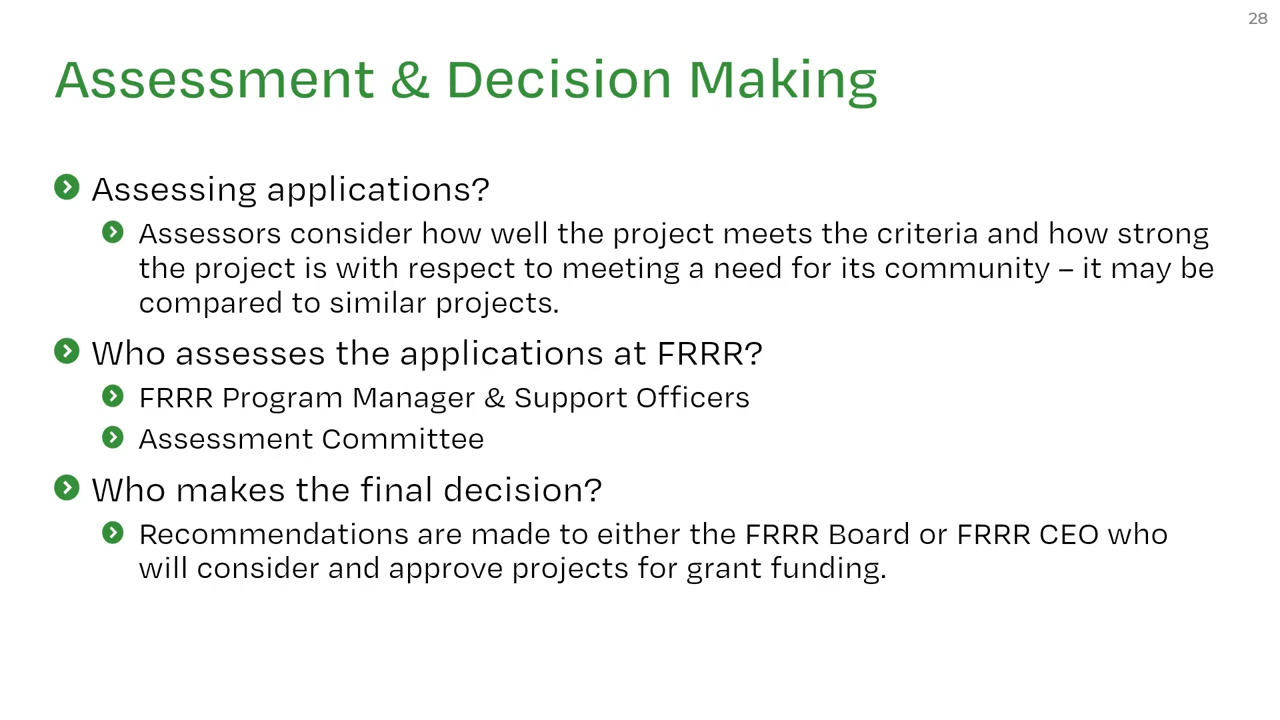 28
Assessment & Decision Making
Assessing applications?
Assessors consider how well the project meets the criteria and how strong
the project is with respect to meeting a need for its community – it may be
compared to similar projects.
Who assesses the applications at FRRR?
FRRR Program Manager & Support Officers
Assessment Committee
Who makes the final decision?
Recommendations are made to either the FRRR Board or FRRR CEO who
will consider and approve projects for grant funding.